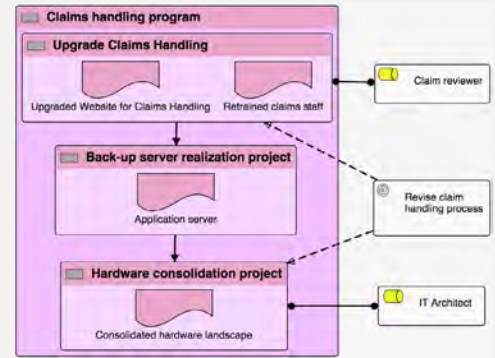 Claims handling program
Upgrade Claims Handling
Upgraded Website for Claims Handling
Retrained claims staff
Claim reviewer
Back-up server realization project
Application server
Revise claim
handling process
Hardware consolidation project
Consolidated hardware landscape
IT Architect